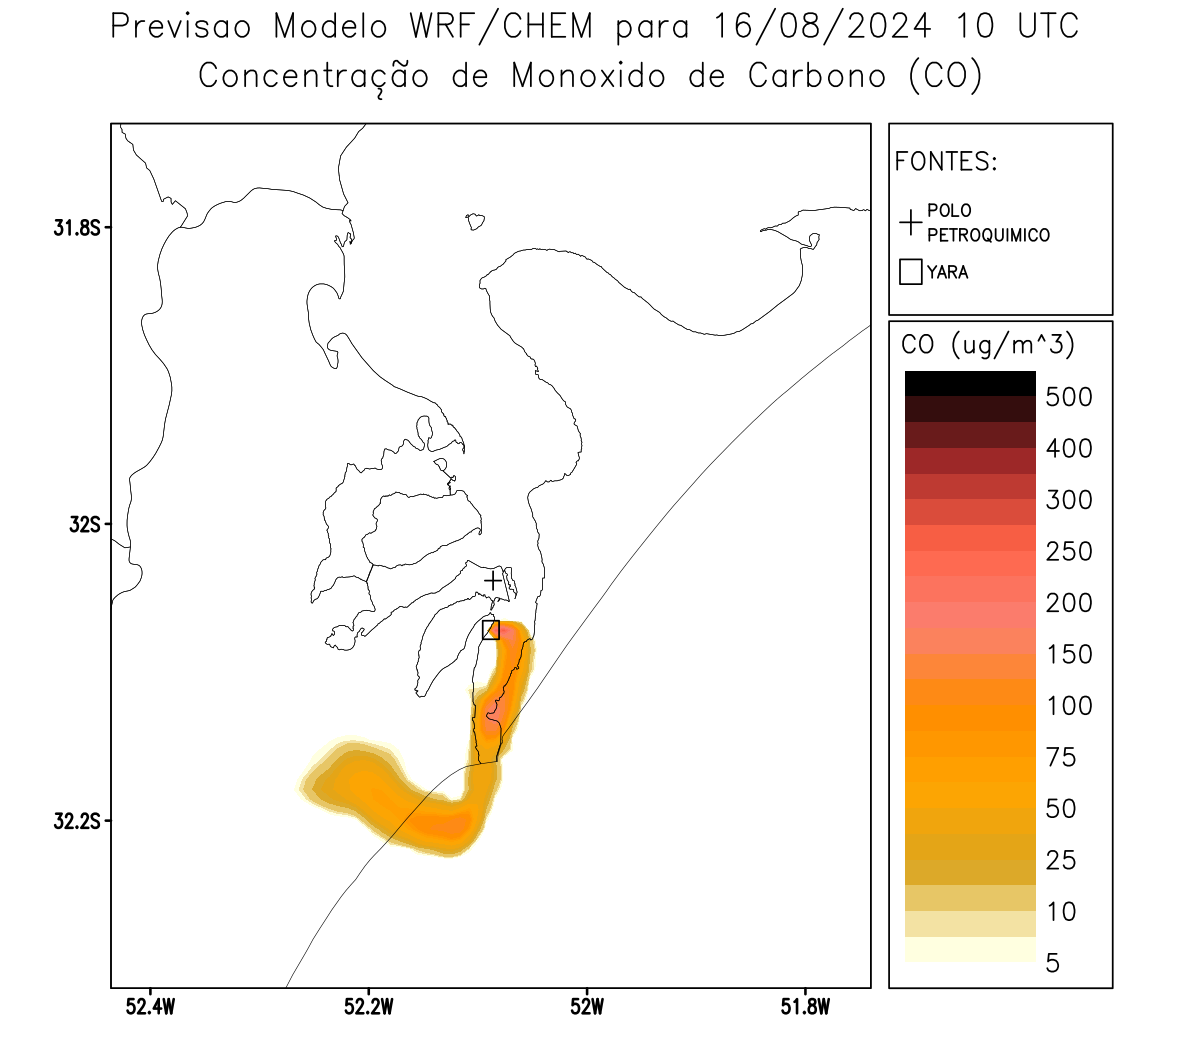 Previsao Modelo WRF/CHEM para 16/08/2024 10 UTC
Concentração de Monoxido de Carbono (CO)
FONTES:
POLO
PETROQUIMICO
YARA
CO (ug/m^3)
500
400
300
250
200
150
100
75
50
25
10
5
31.8S
32S
32.2S
52.4W
52.2W
52W
51.8W